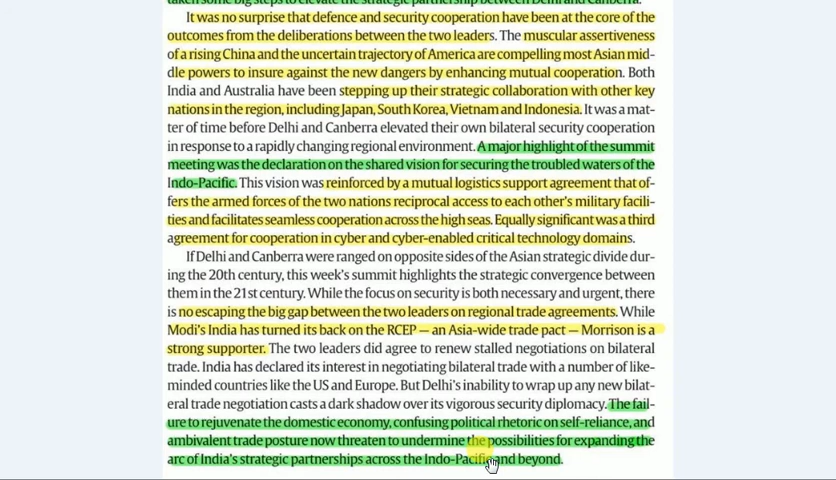 taken some big steps to elevate the strategic partnership between Delhi and Canberra.
It was no surprise that defence and security cooperation have been at the core of the
outcomes from the deliberations between the two leaders. The muscular assertiveness
of a rising China and the uncertain trajectory of America are compelling most Asian mid-
dle powers to insure against the new dangers by enhancing mutual cooperation. Both
India and Australia have been stepping up their strategic collaboration with other key
nations in the region, including Japan, South Korea, Vietnam and Indonesia. It was a mat-
ter of time before Delhi and Canberra elevated their own bilateral security cooperation
in response to a rapidly changing regional environment. A major highlight of the summit
meeting was the declaration on the shared vision for securing the troubled waters of the
Indo-Pacific. This vision was reinforced by a mutual logistics support agreement that of-
fers the armed forces of the two nations reciprocal access to each other's military facili-
ties and facilitates seamless cooperation across the high seas. Equally significant was a third
agreement for cooperation in cyber and cyber-enabled critical technology domains.
If Delhi and Canberra were ranged on opposite sides of the Asian strategic divide dur-
ing the 20th century, this week's summit highlights the strategic convergence between
them in the 21st century. While the focus on security is both necessary and urgent, there
is no escaping the big gap between the two leaders on regional trade agreements. While
Modi's India has turned its back on the RCEP — an Asia-wide trade pact — Morrison is a
strong supporter. The two leaders did agree to renew stalled negotiations on bilateral
trade. India has declared its interest in negotiating bilateral trade with a number of like-
minded countries like the US and Europe. But Delhi's inability to wrap up any new bilat-
eral trade negotiation casts a dark shadow over its vigorous security diplomacy. The fail-
ure to rejuvenate the domestic economy, confusing political rhetoric on self-reliance, and
ambivalent trade posture now threaten to undermine the possibilities for expanding the
arc of India's strategic partnerships across the Indo-Pacific and beyond.